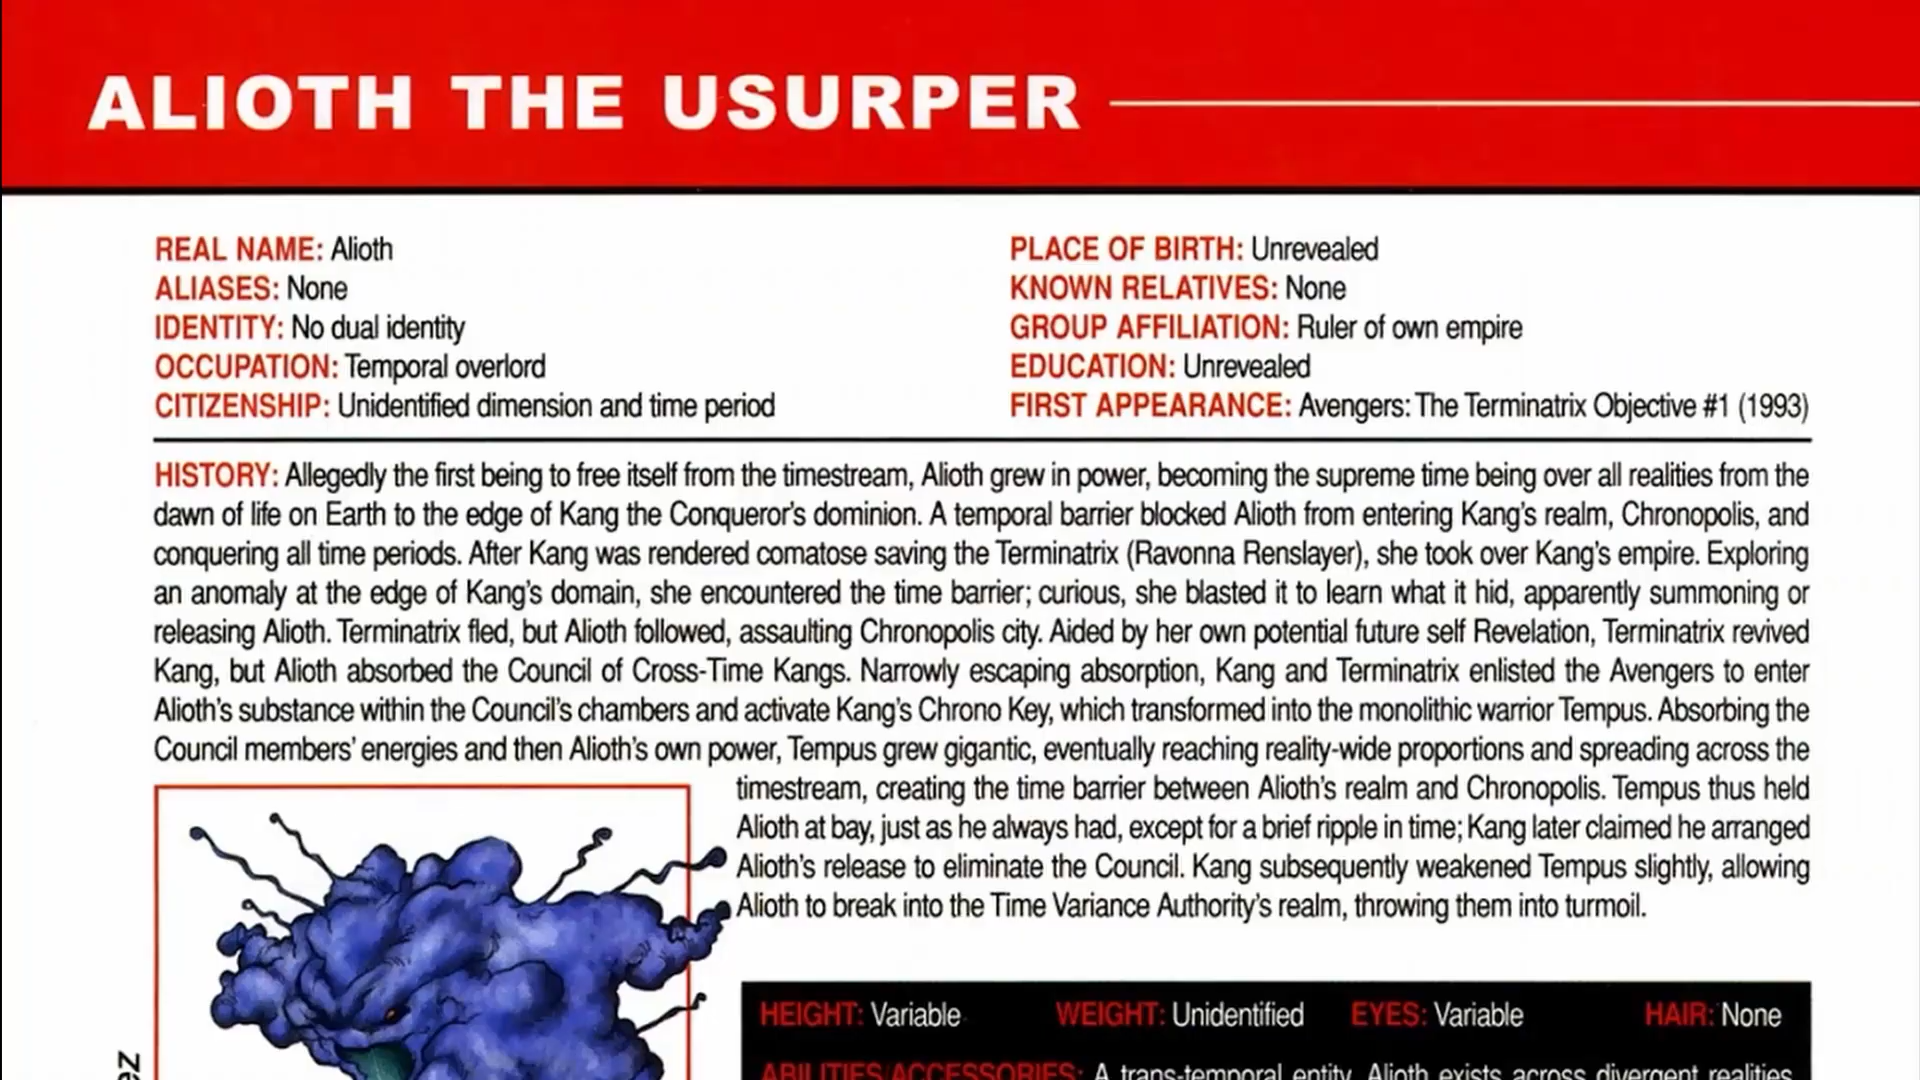 ALIOTH THE USURPER
REAL NAME: Alioth
ALIASES: None
IDENTITY: No dual identity
OCCUPATION: Temporal overlord
CITIZENSHIP: Unidentified dimension and time period
PLACE OF BIRTH: Unrevealed
KNOWN RELATIVES: None
GROUP AFFILIATION: Ruler of own empire
EDUCATION: Unrevealed
FIRST APPEARANCE: Avengers: The Terminatrix Objective #1 (1993)
HISTORY: Allegedly the first being to free itself from the timestream, Alioth grew in power, becoming the supreme time being over all realities from the
dawn of life on Earth to the edge of Kang the Conqueror's dominion. A temporal barrier blocked Alioth from entering Kang's realm, Chronopolis, and
conquering all time periods. After Kang was rendered comatose saving the Terminatrix (Ravonna Renslayer), she took over Kang's empire. Exploring
an anomaly at the edge of Kang's domain, she encountered the time barrier; curious, she blasted it to learn what it hid, apparently summoning or
releasing Alioth. Terminatrix fled, but Alioth followed, assaulting Chronopolis city. Aided by her own potential future self Revelation, Terminatrix revived
Kang, but Alioth absorbed the Council of Cross-Time Kangs. Narrowly escaping absorption, Kang and Terminatrix enlisted the Avengers to enter
Alioth's substance within the Council's chambers and activate Kang's Chrono Key, which transformed into the monolithic warrior Tempus. Absorbing the
Council members' energies and then Alioth's own power, Tempus grew gigantic, eventually reaching reality-wide proportions and spreading across the
timestream, creating the time barrier between Alioth's realm and Chronopolis. Tempus thus held
Alioth at bay, just as he always had, except for a brief ripple in time; Kang later claimed he arranged
Alioth's release to eliminate the Council. Kang subsequently weakened Tempus slightly, allowing
Alioth to break into the Time Variance Authority's realm, throwing them into turmoil.
HEIGHT: Variable WEIGHT: Unidentified EYES: Variable HAIR: None
ABILITIES/ACCESSORIES: A trans-temporal entity, Alioth exists across divergent realities
ez